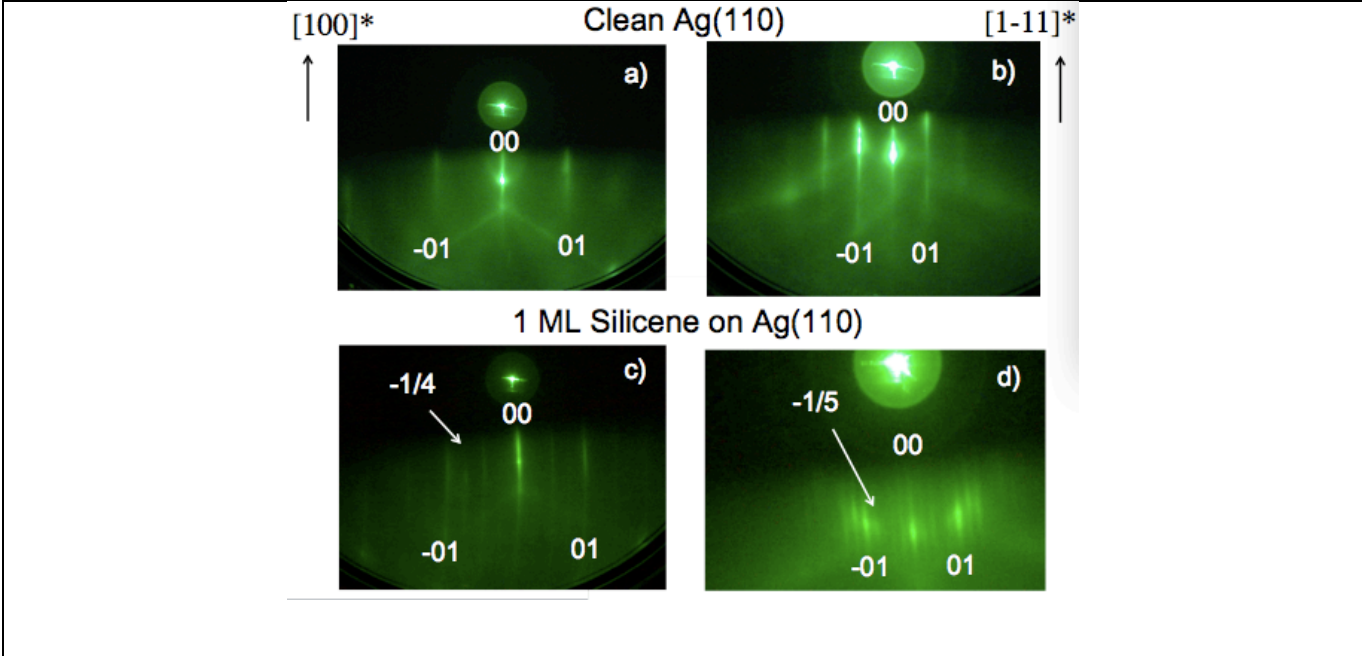 [100]* Clean Ag(110) [1-11]*
a) b)
00 00
-01 01 -01 01
1 ML Silicene on Ag(110)
c) d)
-1/4 -1/5
00 00
-01 01 -01 01